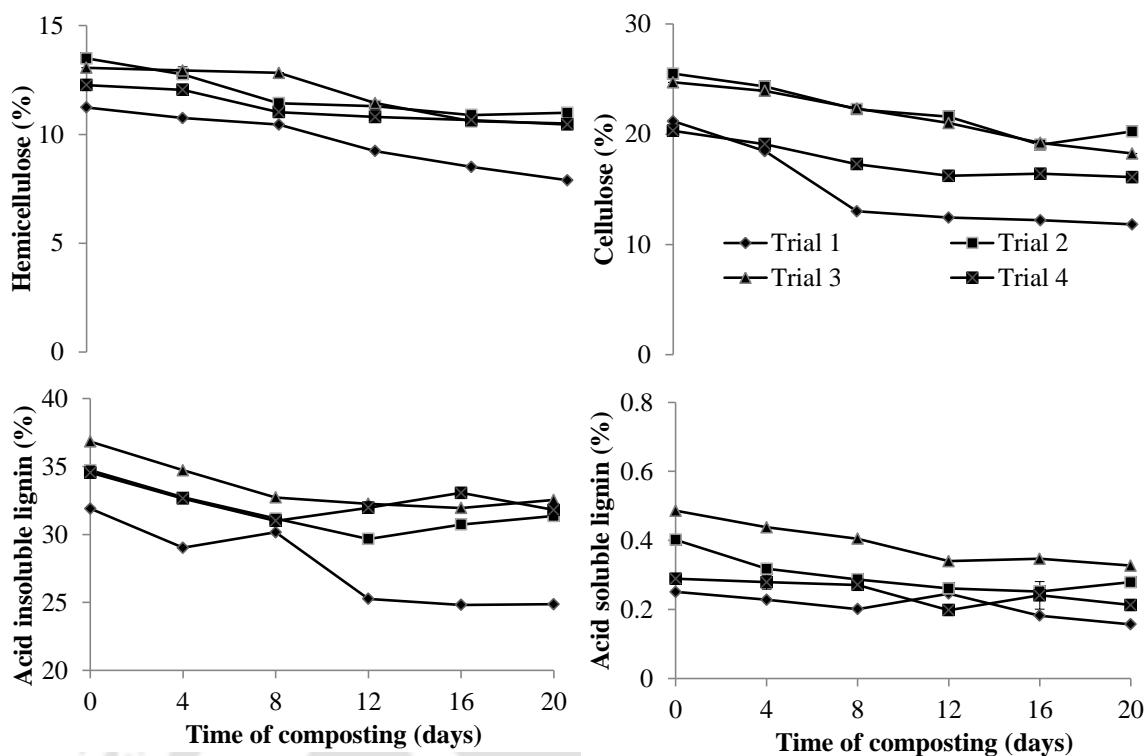 15
10
5
0
Hemicellulose (%)
30
20
10
0
Cellulose (%)
Trial 1
Trial 2
Trial 3
Trial 4
40
35
30
25
20
Acid insoluble lignin (%)
0 4 8 12 16 20
Time of composting (days)
0.8
0.6
0.4
0.2
0
Acid soluble lignin (%)
0 4 8 12 16 20
Time of composting (days)